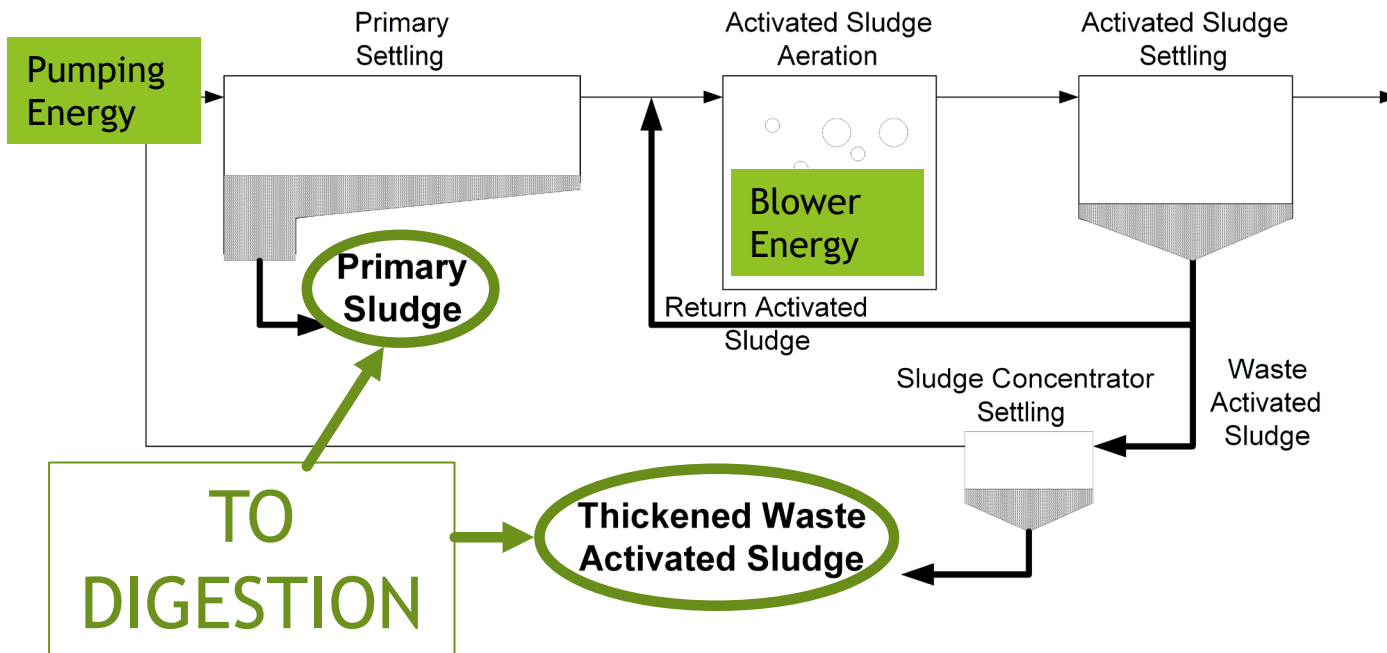 Primary
Settling
Activated Sludge
Aeration
Activated Sludge
Settling
Pumping
Energy
Blower
Energy
Primary
Sludge
Return Activated
Sludge
Sludge Concentrator
Settling
Waste
Activated
Sludge
TO
DIGESTION
Thickened Waste
Activated Sludge